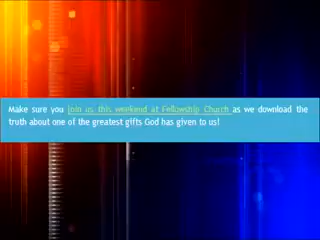 Make sure you join us this weekend at Fellowship Church as we download the
truth about one of the greatest gifts God has given to us!